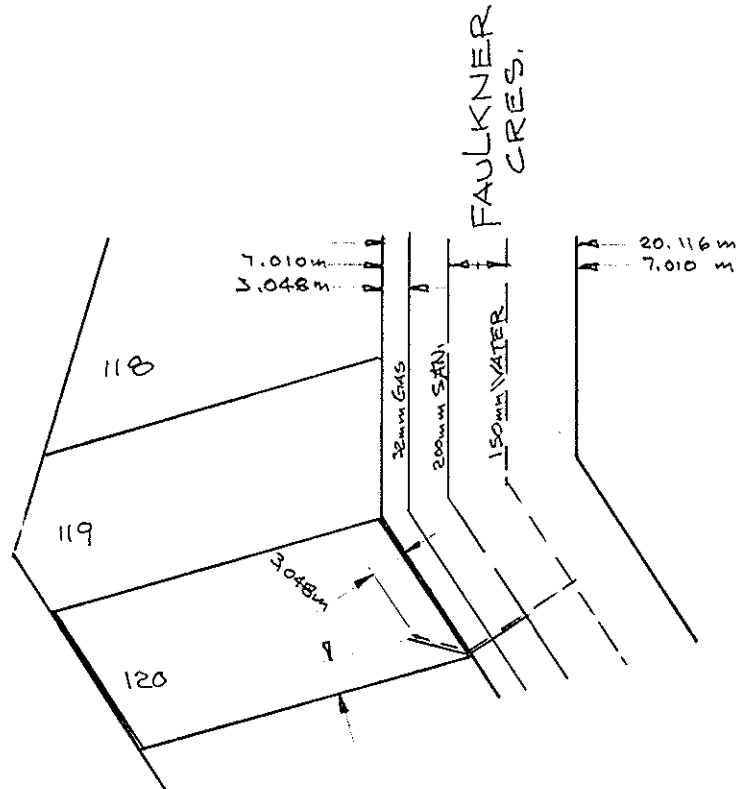 FAULKNER
CRES.
7.010m
3.048m
20.116 m
7.010 m
118
32mm GAS
200mm SAN.
150mm WATER
119
3.048m
120